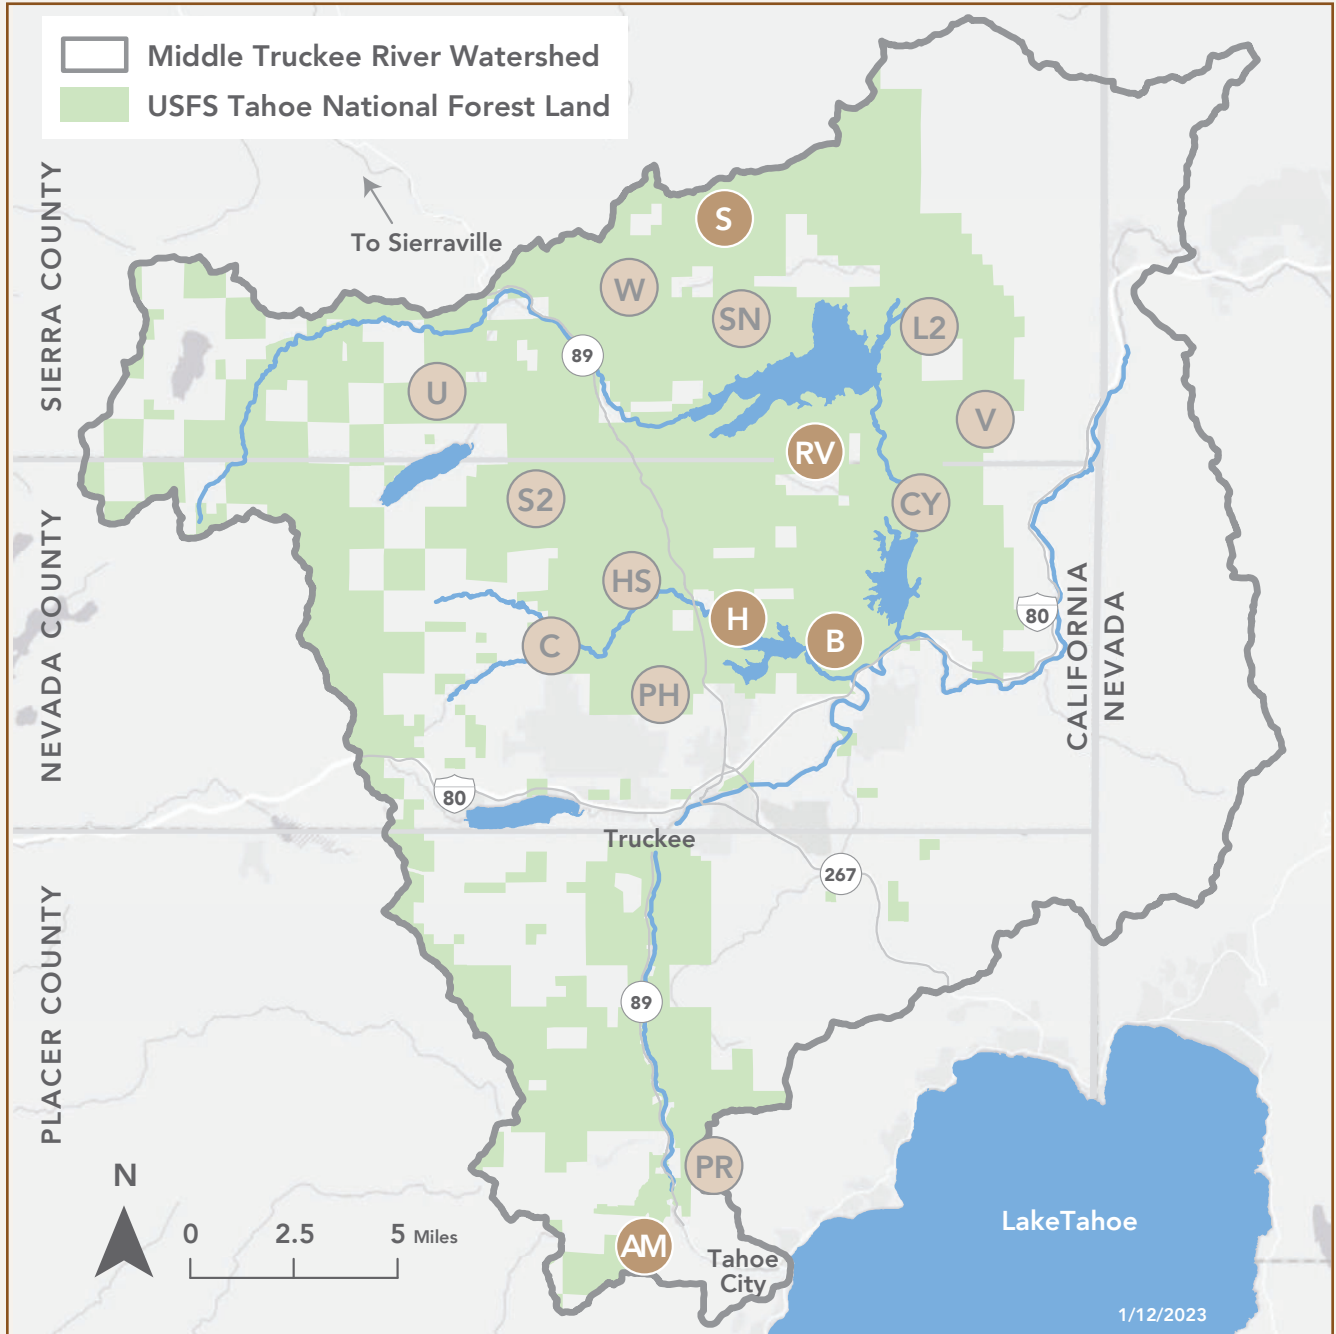 Middle Truckee River Watershed
USFS Tahoe National Forest Land
SIERRA COUNTY
To Sierraville
S
W
SN
L2
89
U
V
RV
S2
CY
NEVADA COUNTY
HS
H
B
80
CALIFORNIA
NEVADA
C
PH
80
Truckee
267
PLACER COUNTY
89
PR
N
0 2.5 5 Miles
AM
Tahoe
City
LakeTahoe
1/12/2023